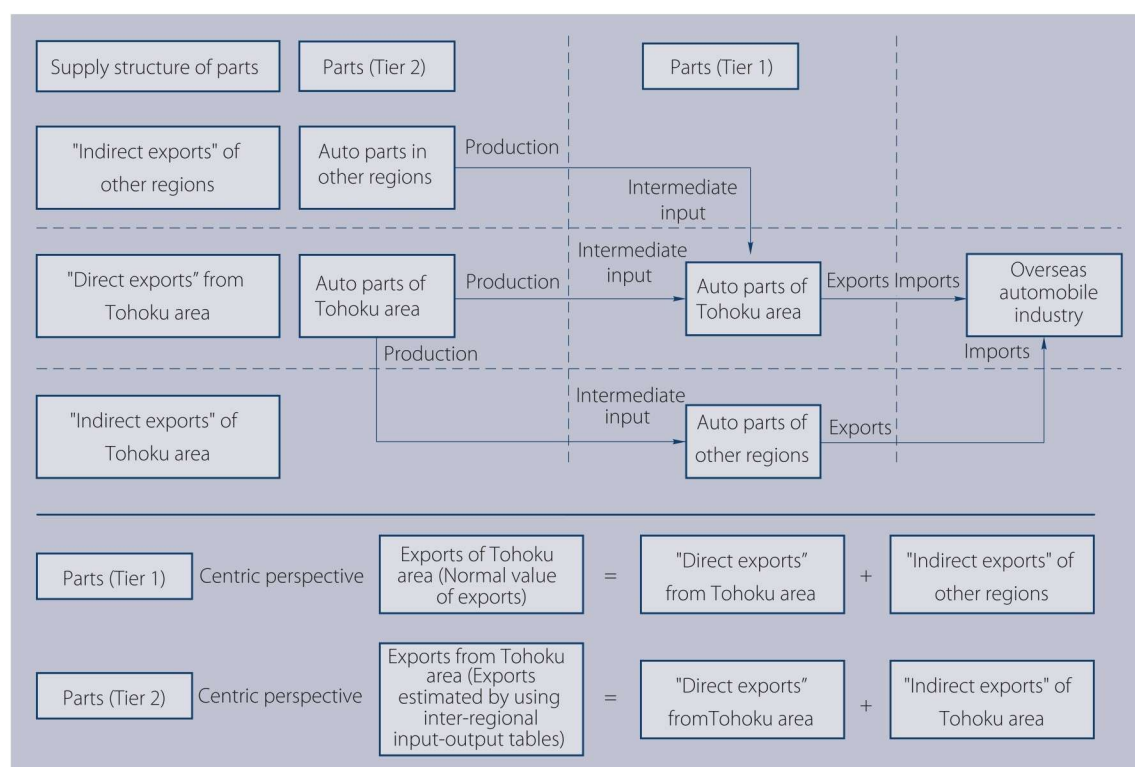 Supply structure of parts
Parts (Tier 2)
Parts (Tier 1)
"Indirect exports" of
other regions
Auto parts in
other regions
Production
Intermediate
input
"Direct exports” from
Tohoku area
Auto parts of
Tohoku area
Production
Intermediate
input
Auto parts of
Tohoku area
Exports Imports
Overseas
automobile
industry
Production
Imports
"Indirect exports" of
Tohoku area
Intermediate
input
Auto parts of
other regions
Exports
Parts (Tier 1)
Centric perspective
Exports of Tohoku
area (Normal value
of exports)
=
"Direct exports”
from Tohoku area
+
"Indirect exports" of
other regions
Parts (Tier 2)
Centric perspective
Exports from Tohoku
area (Exports
estimated by using
inter-regional
input-output tables)
=
"Direct exports”
fromTohoku area
+
"Indirect exports" of
Tohoku area